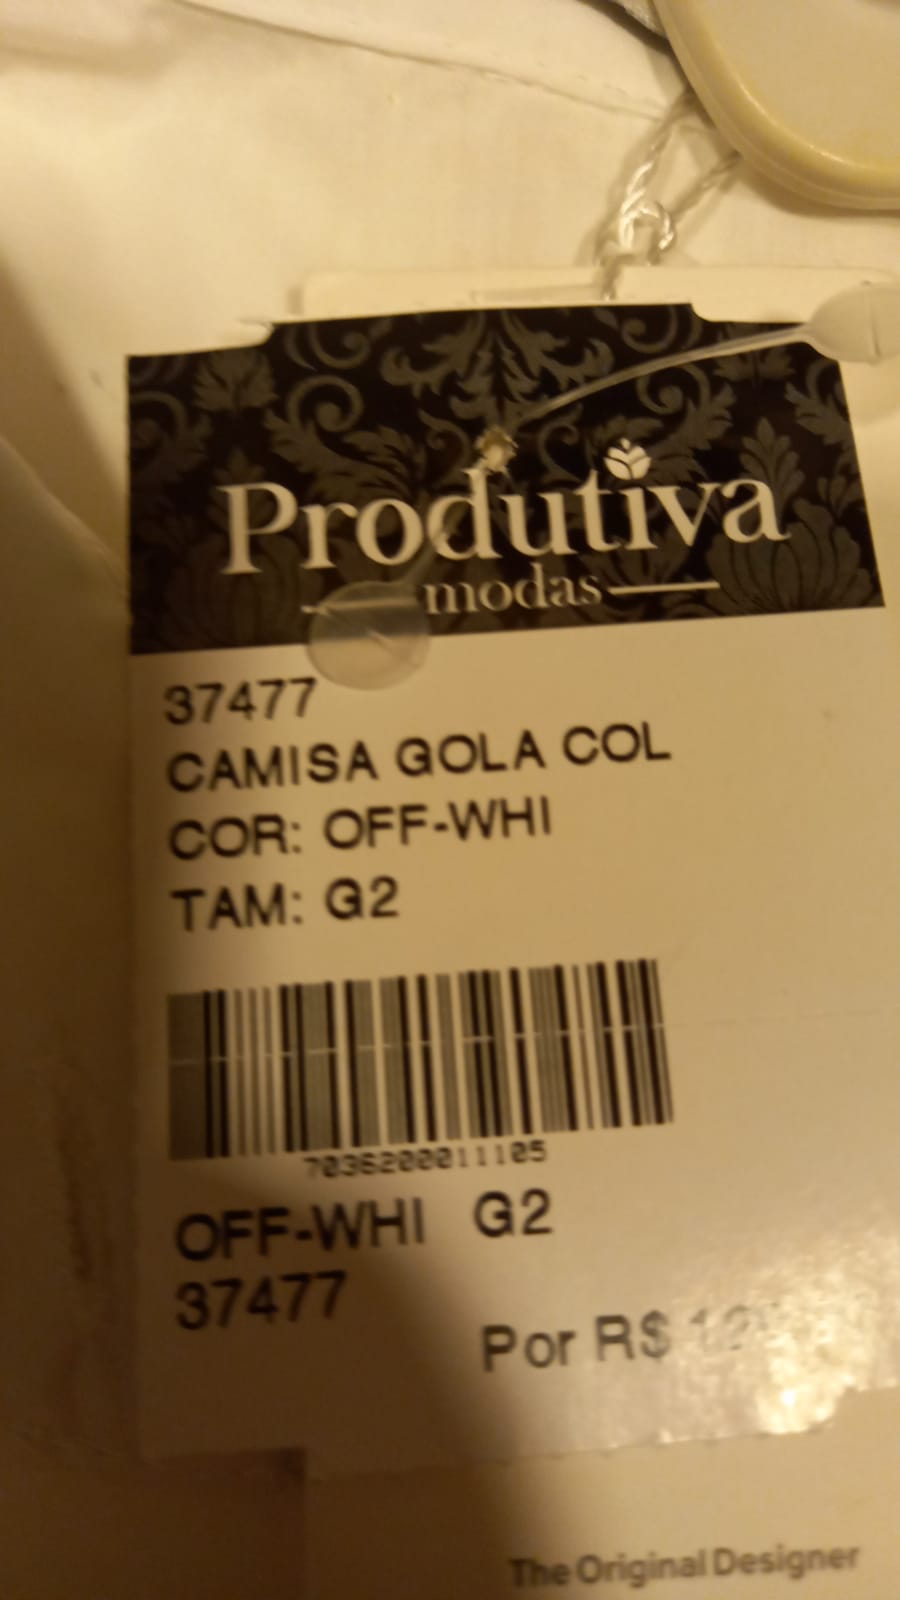 Produtiva
modas
37477
CAMISA GOLA COL
COR: OFF-WHI
TAM: G2
7036200011105
OFF-WHI G2
37477
Por R$
The Original Designer